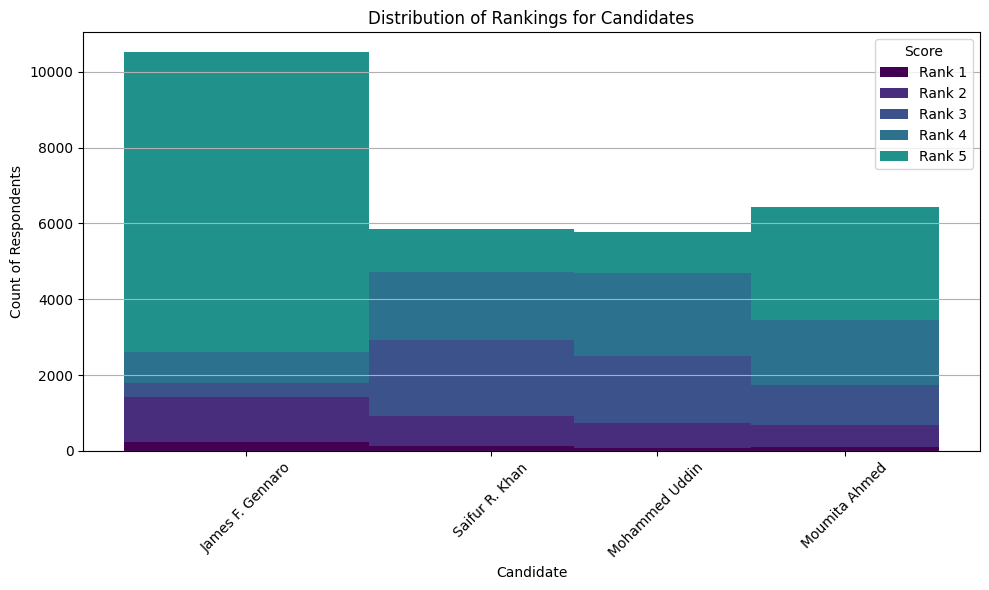 Distribution of Rankings for Candidates
Score
Rank 1
Rank 2
Rank 3
Rank 4
Rank 5
Count of Respondents
10000
8000
6000
4000
2000
0
James F. Gennaro
Saifur R. Khan
Mohammed Uddin
Moumita Ahmed
Candidate